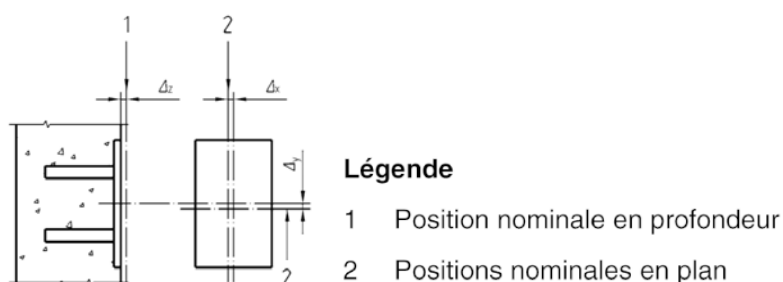 1
2
Δz
Δx
Δy
2
Légende
1 Position nominale en profondeur
2 Positions nominales en plan